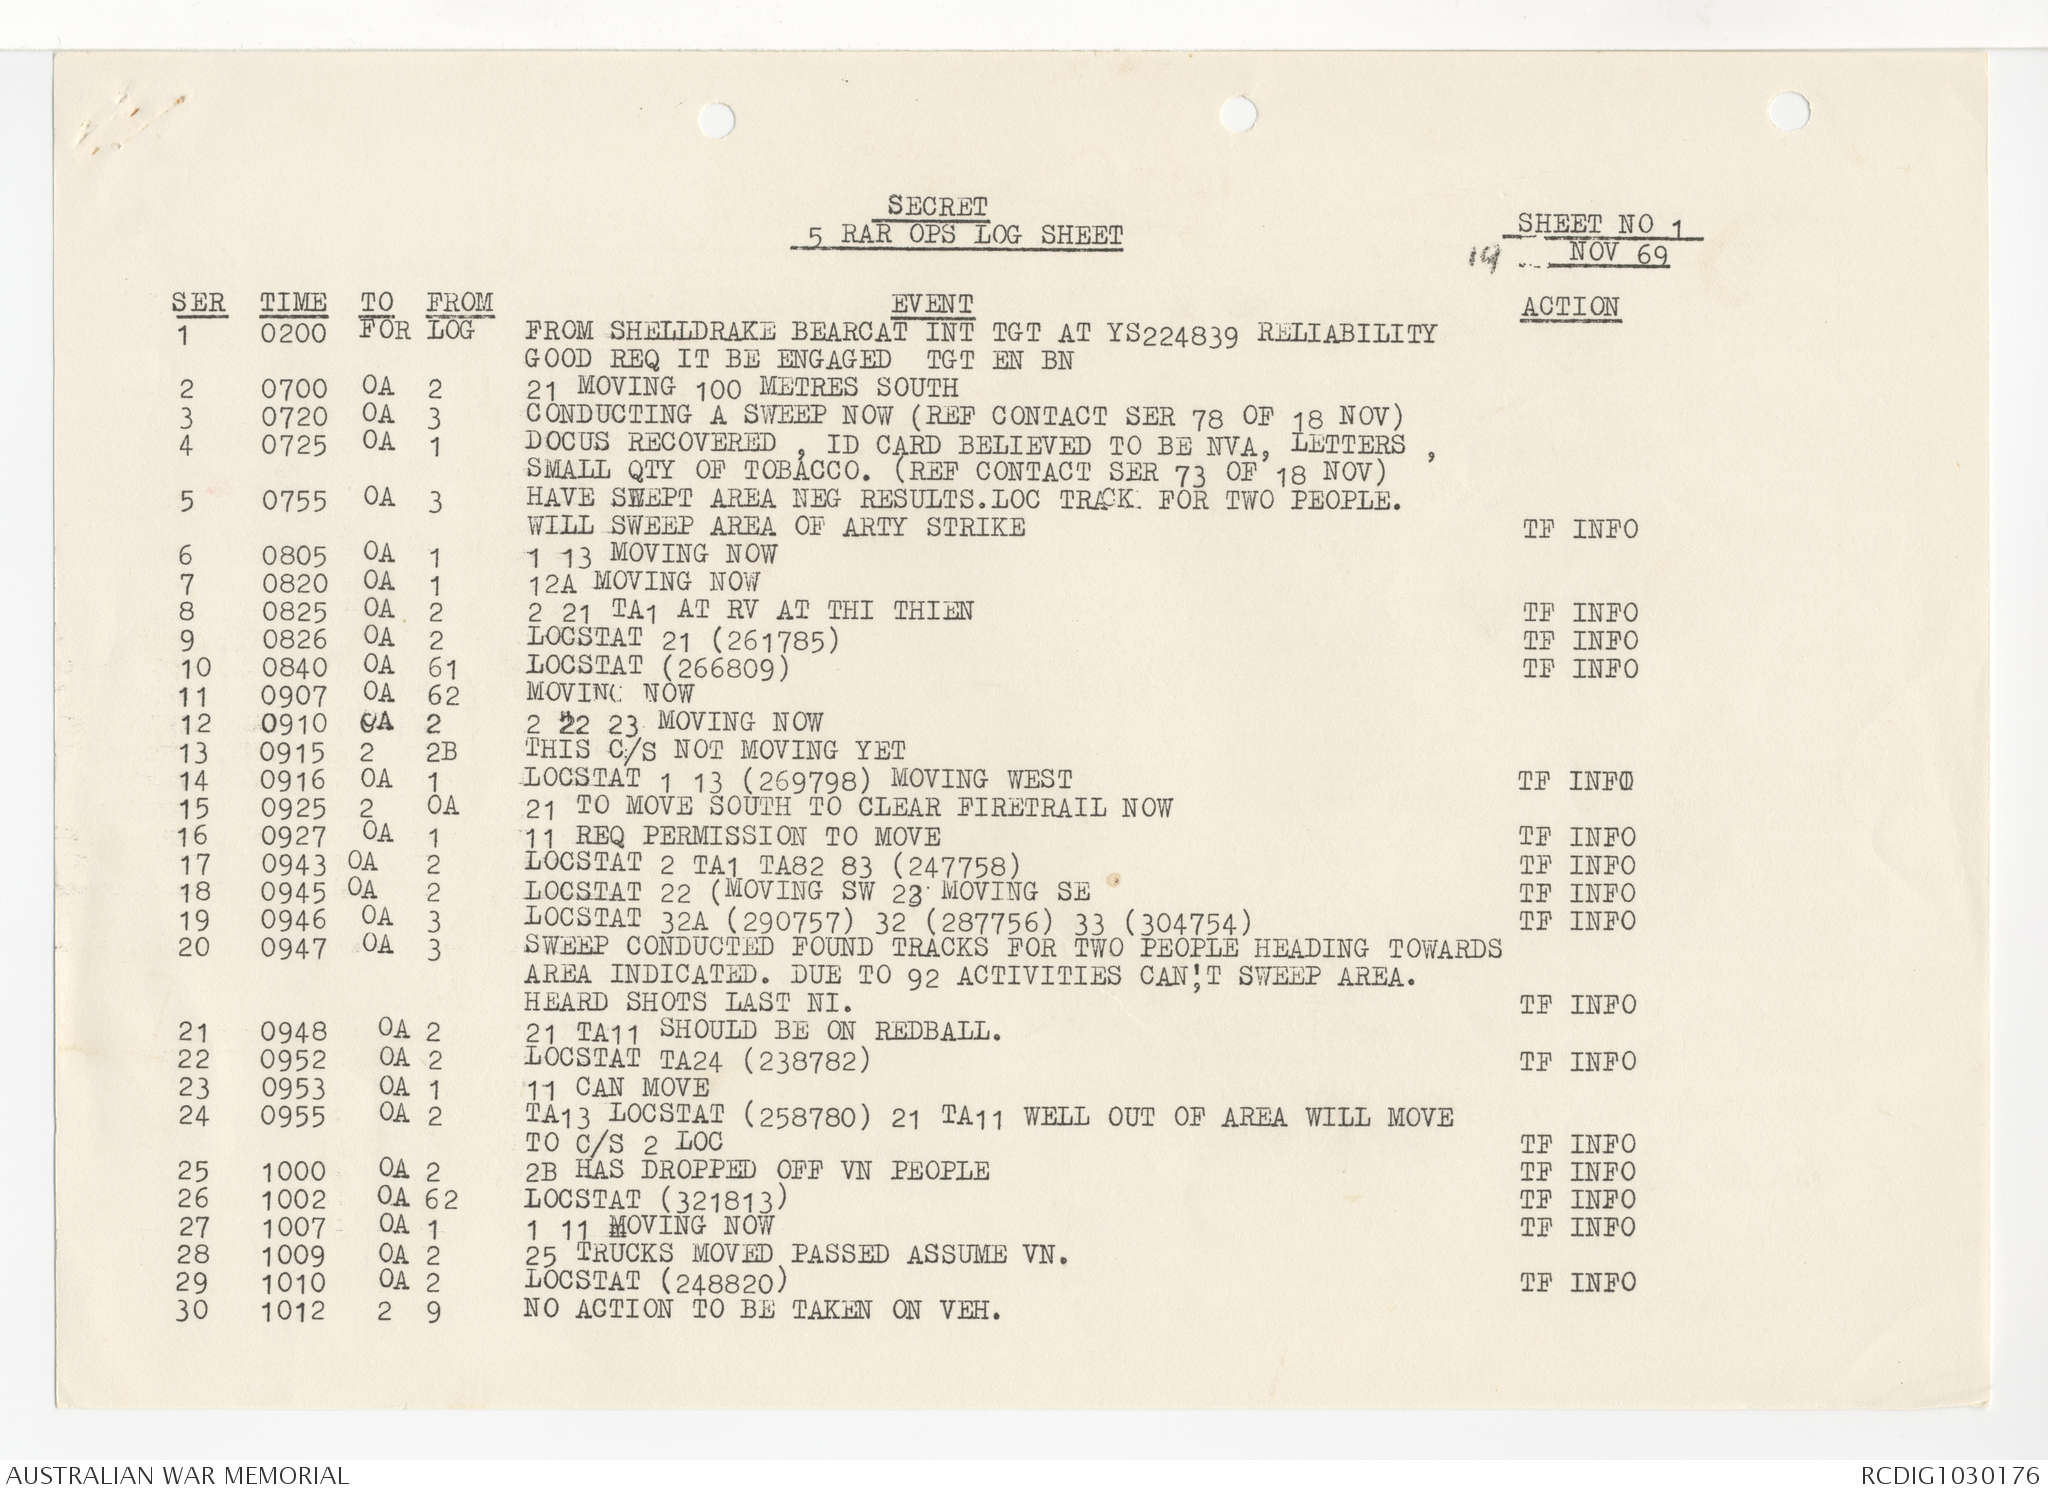 SECRET
5 RAR OPS LOG SHEET
SHEET NO 1
19 NOV 69
SER TIME TO FROM EVENT ACTION
1 0200 FOR LOG FROM SHELLDRAKE BEARCAT INT TGT AT YS224839 RELIABILITY
GOOD REQ IT BE ENGAGED TGT EN BN
2 0700 OA 2 21 MOVING 100 METRES SOUTH
3 0720 OA 3 CONDUCTING A SWEEP NOW (REF CONTACT SER 78 OF 18 NOV)
4 0725 OA 1 DOCUS RECOVERED , ID CARD BELIEVED TO BE NVA, LETTERS ,
SMALL QTY OF TOBACCO. (REF CONTACT SER 73 OF 18 NOV)
5 0755 OA 3 HAVE SWEPT AREA NEG RESULTS.LOC TRACK. FOR TWO PEOPLE.
WILL SWEEP AREA OF ARTY STRIKE TF INFO
6 0805 OA 1 1 13 MOVING NOW
7 0820 OA 1 12A MOVING NOW
8 0825 OA 2 2 21 TA1 AT RV AT THI THIEN TF INFO
9 0826 OA 2 LOCSTAT 21 (261785) TF INFO
10 0840 OA 61 LOCSTAT (266809) TF INFO
11 0907 OA 62 MOVING NOW
12 0910 OA 2 2 22 23 MOVING NOW
13 0915 2 2B THIS C/S NOT MOVING YET
14 0916 OA 1 LOCSTAT 1 13 (269798) MOVING WEST TF INFO
15 0925 2 OA 21 TO MOVE SOUTH TO CLEAR FIRETRAIL NOW
16 0927 OA 1 11 REQ PERMISSION TO MOVE TF INFO
17 0943 OA 2 LOCSTAT 2 TA1 TA82 83 (247758) TF INFO
18 0945 OA 2 LOCSTAT 22 (MOVING SW 23 MOVING SE TF INFO
19 0946 OA 3 LOCSTAT 32A (290757) 32 (287756) 33 (304754) TF INFO
20 0947 OA 3 SWEEP CONDUCTED FOUND TRACKS FOR TWO PEOPLE HEADING TOWARDS
AREA INDICATED. DUE TO 92 ACTIVITIES CAN'T SWEEP AREA.
HEARD SHOTS LAST NI. TF INFO
21 0948 OA 2 21 TA11 SHOULD BE ON REDBALL.
22 0952 OA 2 LOCSTAT TA24 (238782) TF INFO
23 0953 OA 1 11 CAN MOVE
24 0955 OA 2 TA13 LOCSTAT (258780) 21 TA11 WELL OUT OF AREA WILL MOVE
TO C/S 2 LOC TF INFO
25 1000 OA 2 2B HAS DROPPED OFF VN PEOPLE TF INFO
26 1002 OA 62 LOCSTAT (321813) TF INFO
27 1007 OA 1 1 11 MOVING NOW TF INFO
28 1009 OA 2 25 TRUCKS MOVED PASSED ASSUME VN.
29 1010 OA 2 LOCSTAT (248820) TF INFO
30 1012 2 9 NO ACTION TO BE TAKEN ON VEH.
AUSTRALIAN WAR MEMORIAL RCDIG1030176